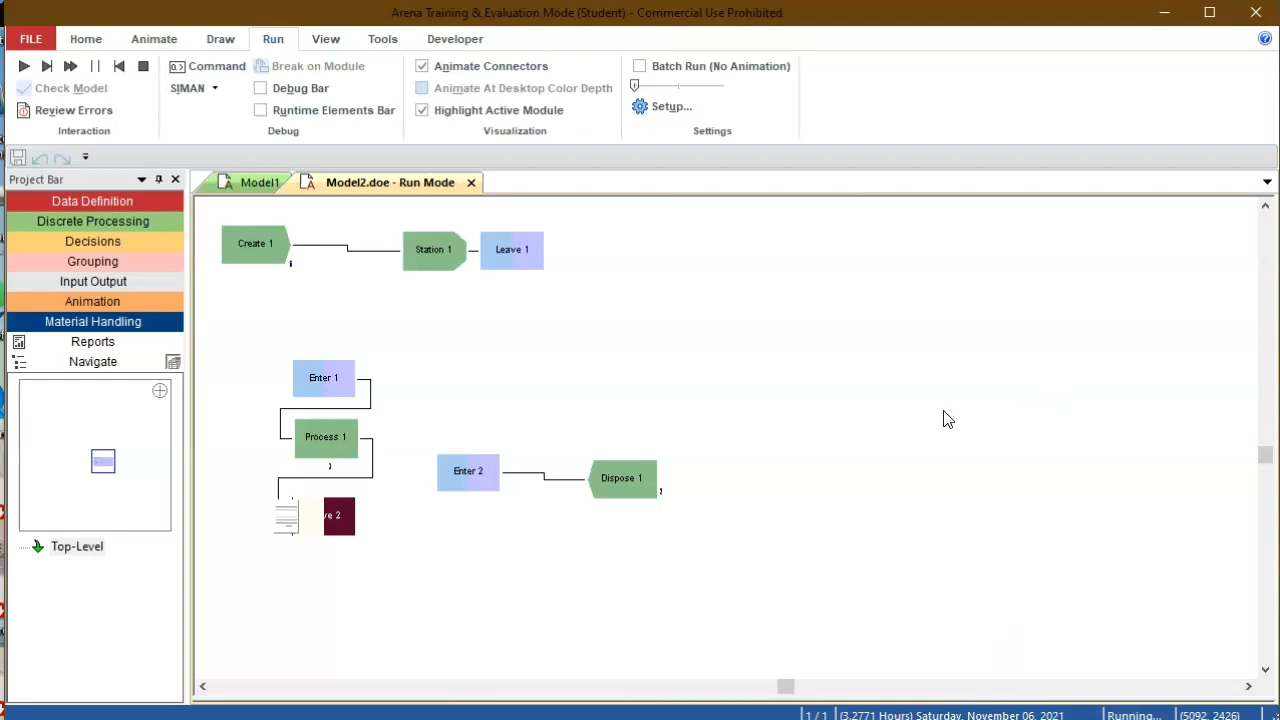 Arena Training & Evaluation Mode (Student) - Commercial Use Prohibited
FILE Home Animate Draw Run View Tools Developer
Command Break on Module Animate Connectors Batch Run (No Animation)
Check Model SIMAN Debug Bar Animate At Desktop Color Depth
Review Errors Runtime Elements Bar Highlight Active Module Setup...
Interaction Debug Visualization Settings
Project Bar Model1 Model2.doe - Run Mode
Data Definition
Discrete Processing
Decisions
Grouping
Input Output
Animation
Material Handling
Reports
Navigate
Top-Level
Create 1 Station 1 Leave 1
Enter 1
Process 1
Enter 2 Dispose 1
ve 2
1 / 1 (3.2771 Hours) Saturday, November 06, 2021 Running... (5092, 2426)